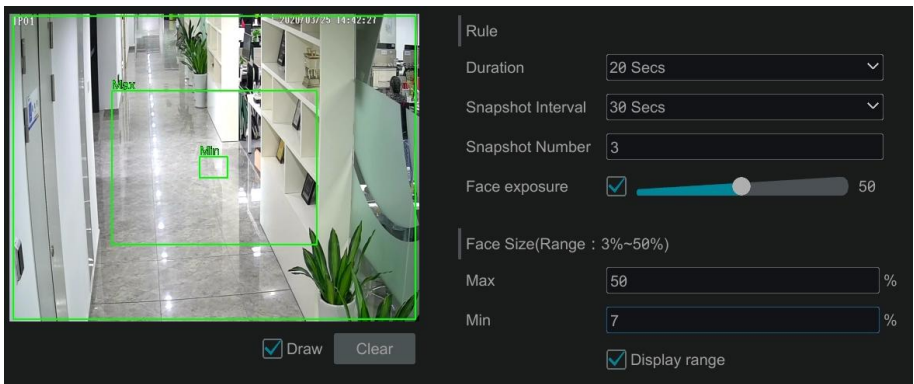 IP01
2020/03/25 14:42:27
Max
Min
Draw
Clear
Rule
Duration
20 Secs
Snapshot Interval
30 Secs
Snapshot Number
3
Face exposure
50
Face Size(Range : 3%~50%)
Max
50
%
Min
7
%
Display range